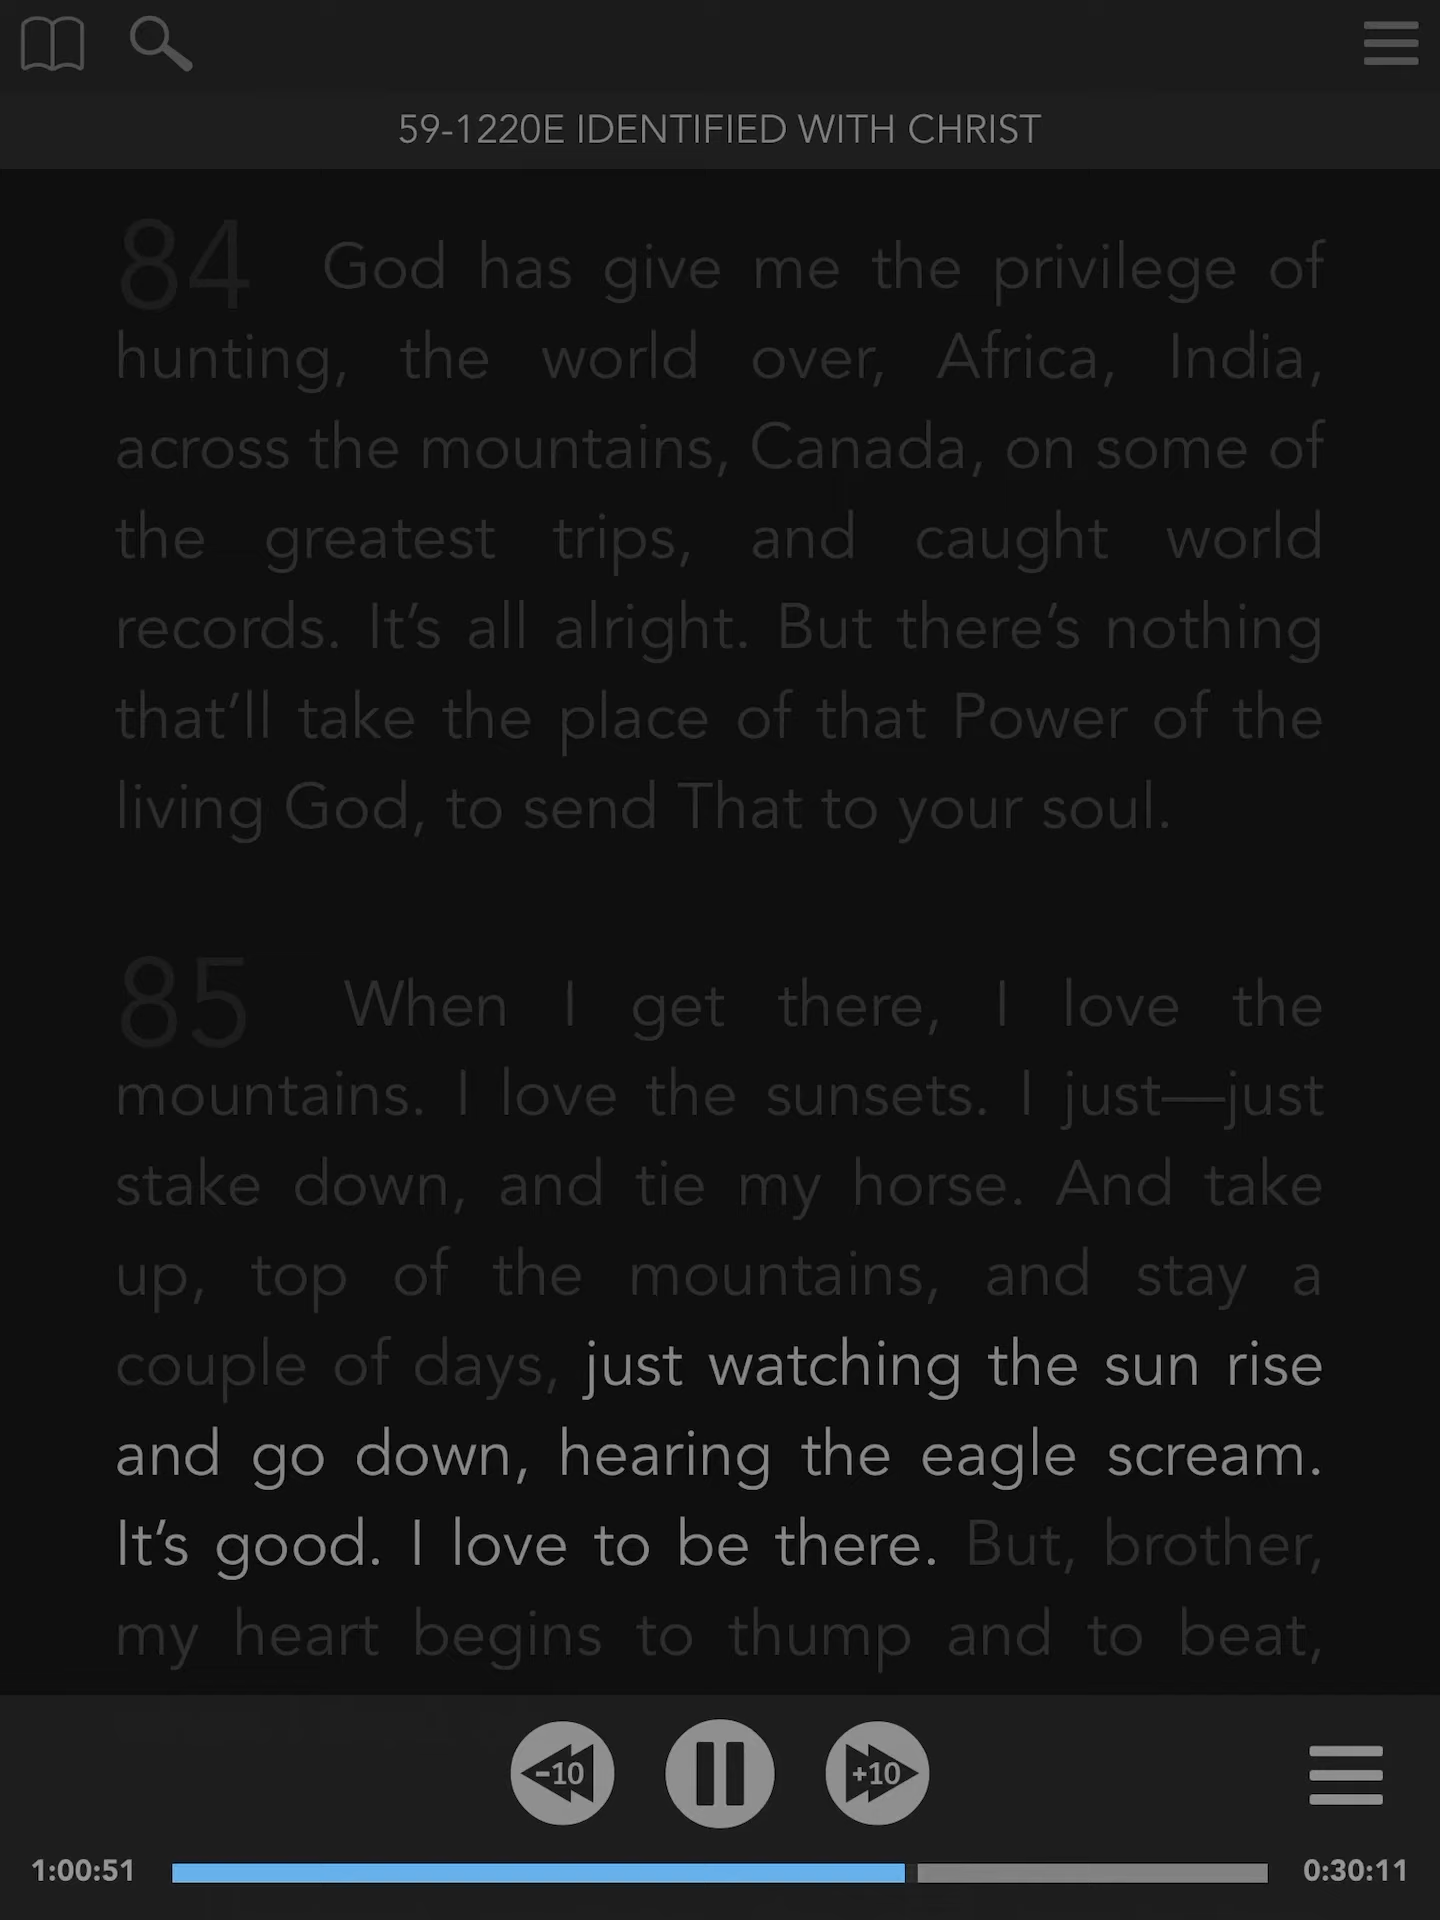 59-1220E IDENTIFIED WITH CHRIST
84 God has give me the privilege of
hunting, the world over, Africa, India,
across the mountains, Canada, on some of
the greatest trips, and caught world
records. It’s all alright. But there’s nothing
that’ll take the place of that Power of the
living God, to send That to your soul.
85 When I get there, I love the
mountains. I love the sunsets. I just—just
stake down, and tie my horse. And take
up, top of the mountains, and stay a
couple of days, just watching the sun rise
and go down, hearing the eagle scream.
It’s good. I love to be there. But, brother,
my heart begins to thump and to beat,
-10 +10
1:00:51 0:30:11